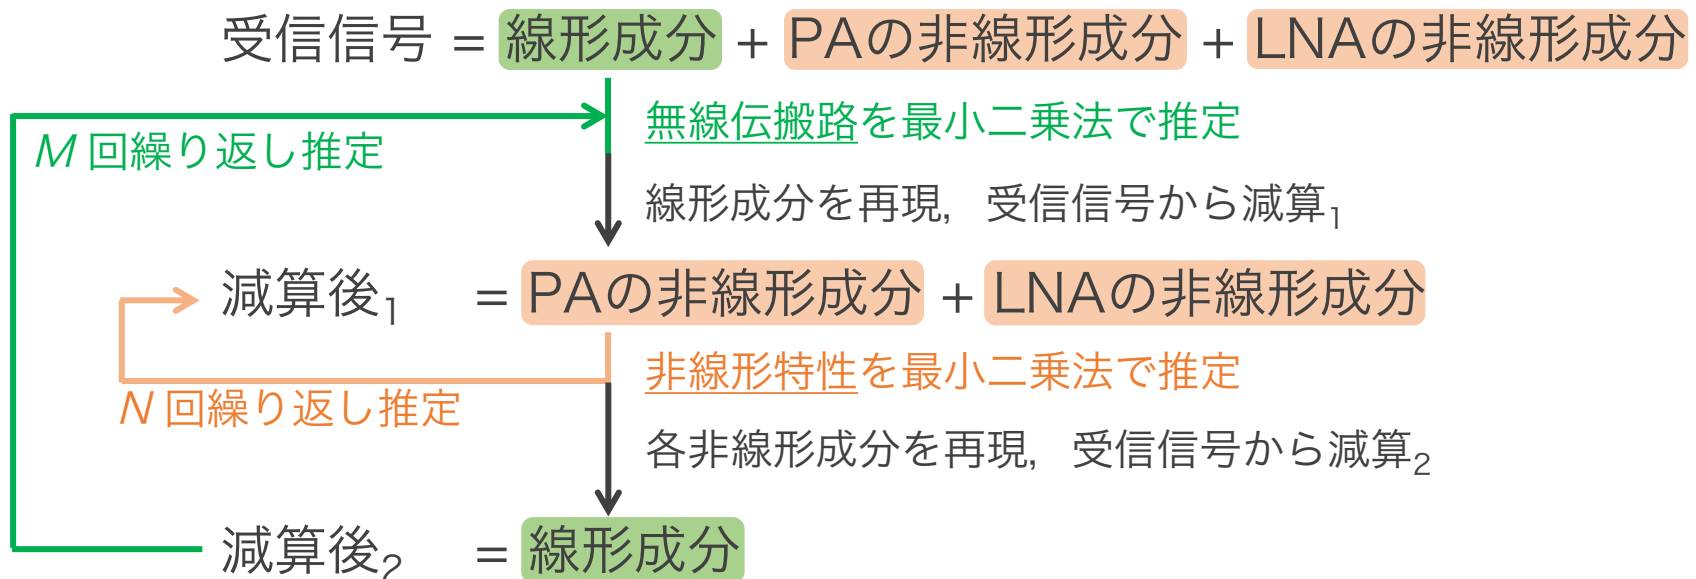 受信信号 = 線形成分 + PAの非線形成分 + LNAの非線形成分
無線伝搬路を最小二乗法で推定
M 回繰り返し推定
線形成分を再現，受信信号から減算1
減算後1 = PAの非線形成分 + LNAの非線形成分
非線形特性を最小二乗法で推定
N 回繰り返し推定
各非線形成分を再現，受信信号から減算2
減算後2 = 線形成分